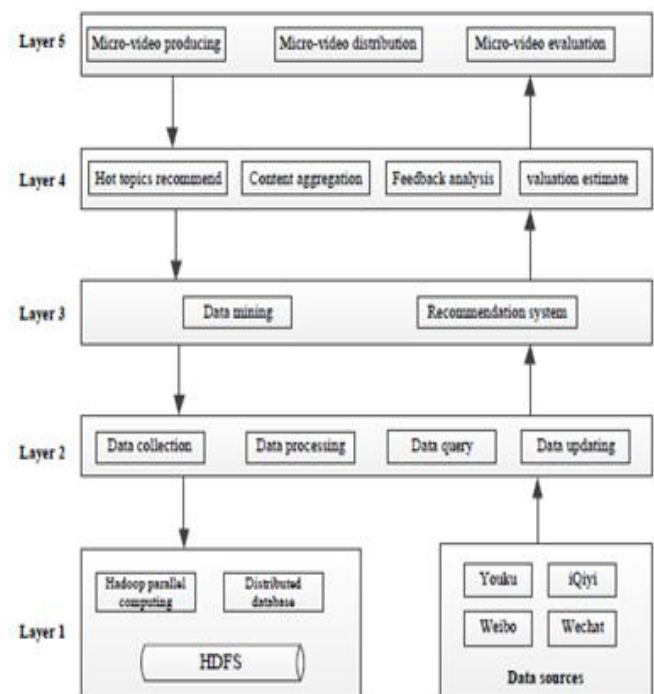 Layer 5
Micro-video producing
Micro-video distribution
Micro-video evaluation
Layer 4
Hot topics recommend
Content aggregation
Feedback analysis
valuation estimate
Layer 3
Data mining
Recommendation system
Layer 2
Data collection
Data processing
Data query
Data updating
Layer 1
Hadoop parallel
computing
Distributed
database
HDFS
Youku
iQiyi
Weibo
Wechat
Data sources